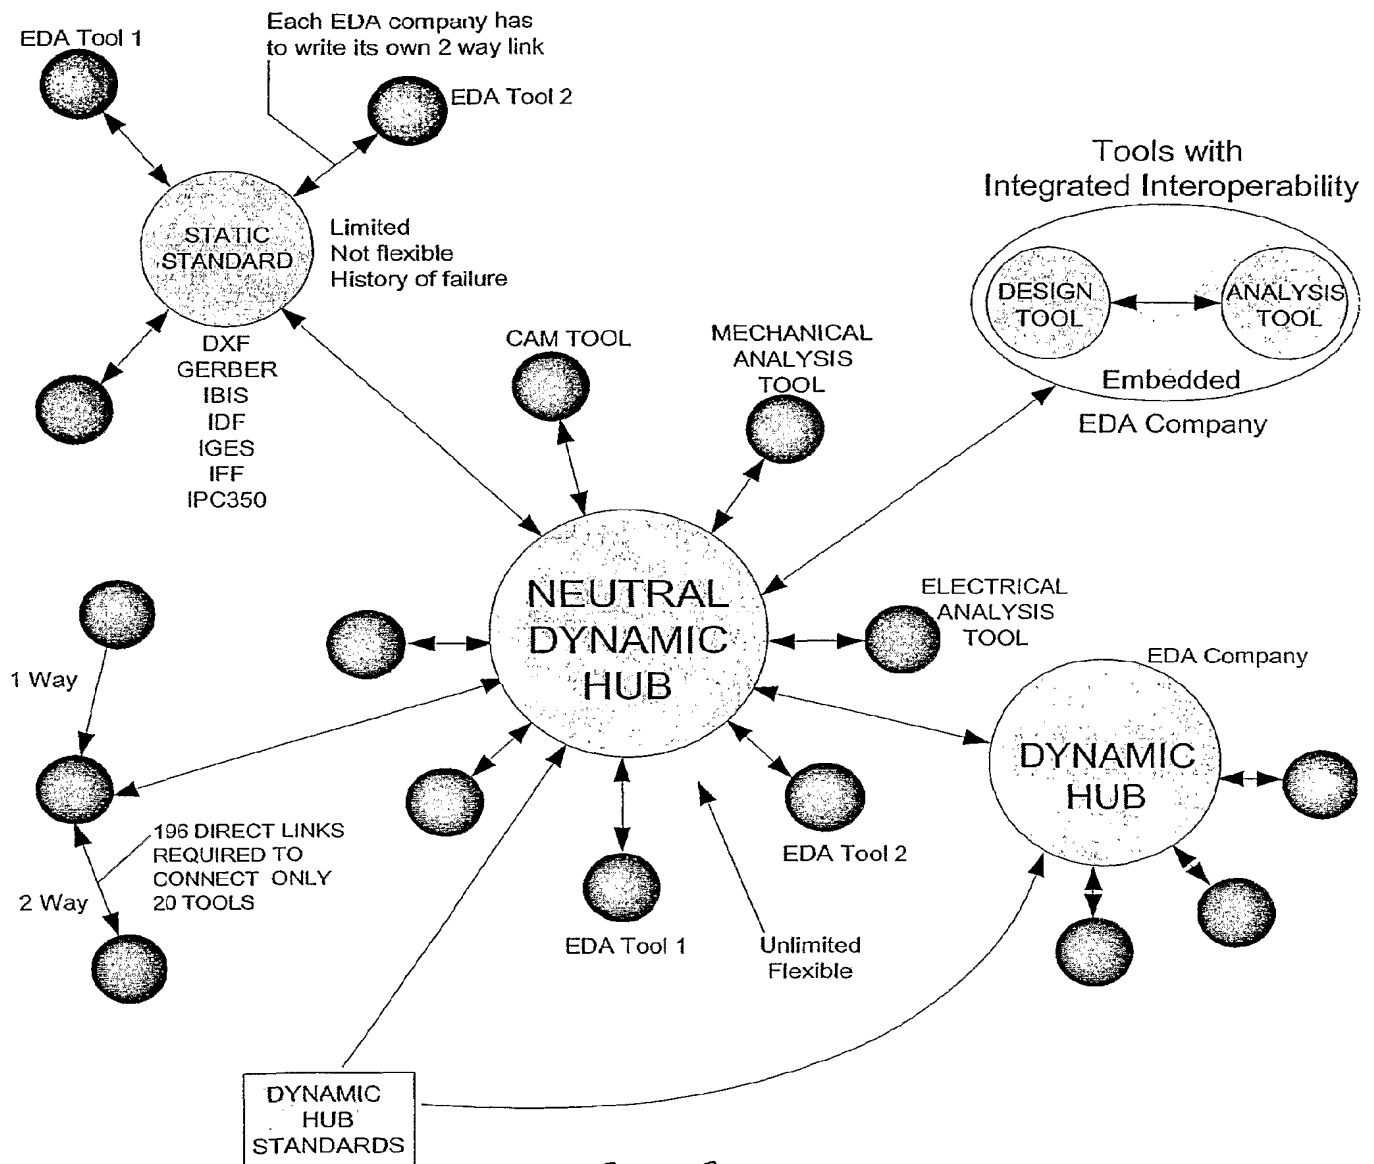 EDA Tool 1
Each EDA company has
to write its own 2 way link
EDA Tool 2
STATIC
STANDARD
Limited
Not flexible
History of failure
DXF
GERBER
IBIS
IDF
IGES
IFF
IPC350
Tools with
Integrated Interoperability
DESIGN
TOOL
ANALYSIS
TOOL
Embedded
EDA Company
CAM TOOL
MECHANICAL
ANALYSIS
TOOL
NEUTRAL
DYNAMIC
HUB
ELECTRICAL
ANALYSIS
TOOL
EDA Company
DYNAMIC
HUB
1 Way
196 DIRECT LINKS
REQUIRED TO
CONNECT ONLY
20 TOOLS
2 Way
EDA Tool 2
EDA Tool 1
Unlimited
Flexible
DYNAMIC
HUB
STANDARDS